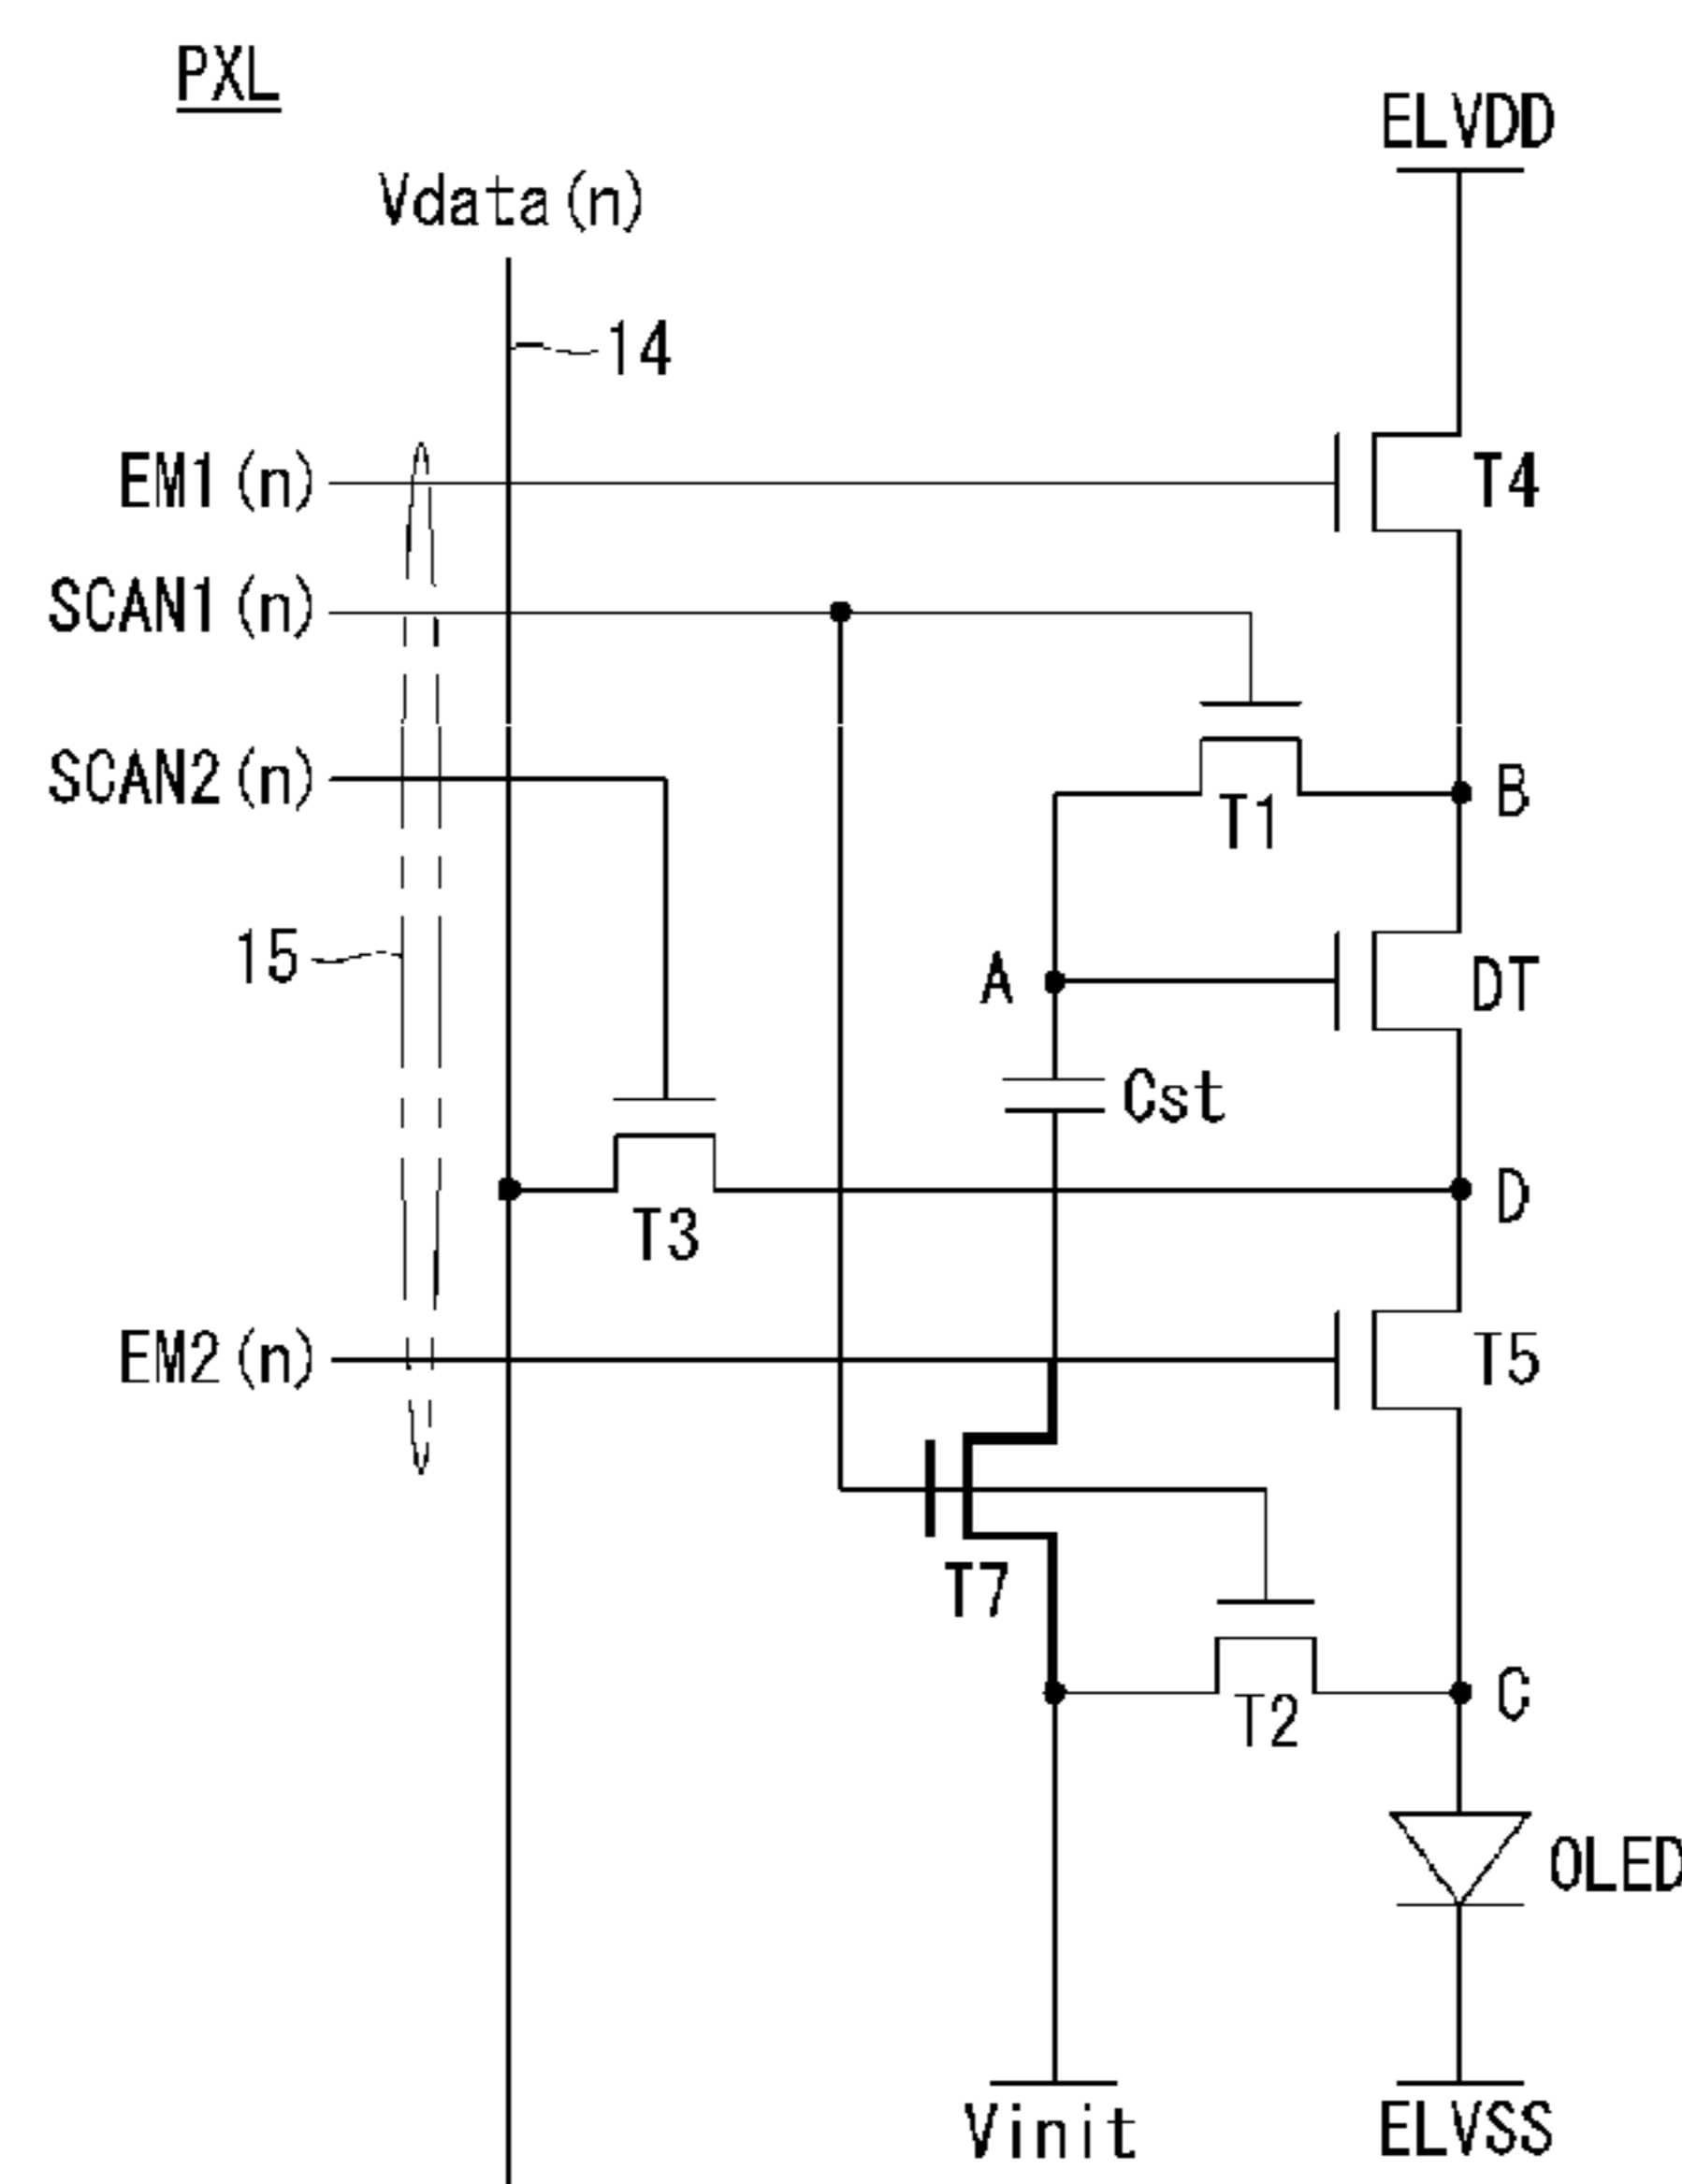 PXL
ELVDD
Vdata(n)
14
EM1(n)
T4
SCAN1(n)
SCAN2(n)
B
T1
15
A
DT
Cst
D
T3
EM2(n)
T5
T7
C
T2
OLED
Vinit
ELVSS